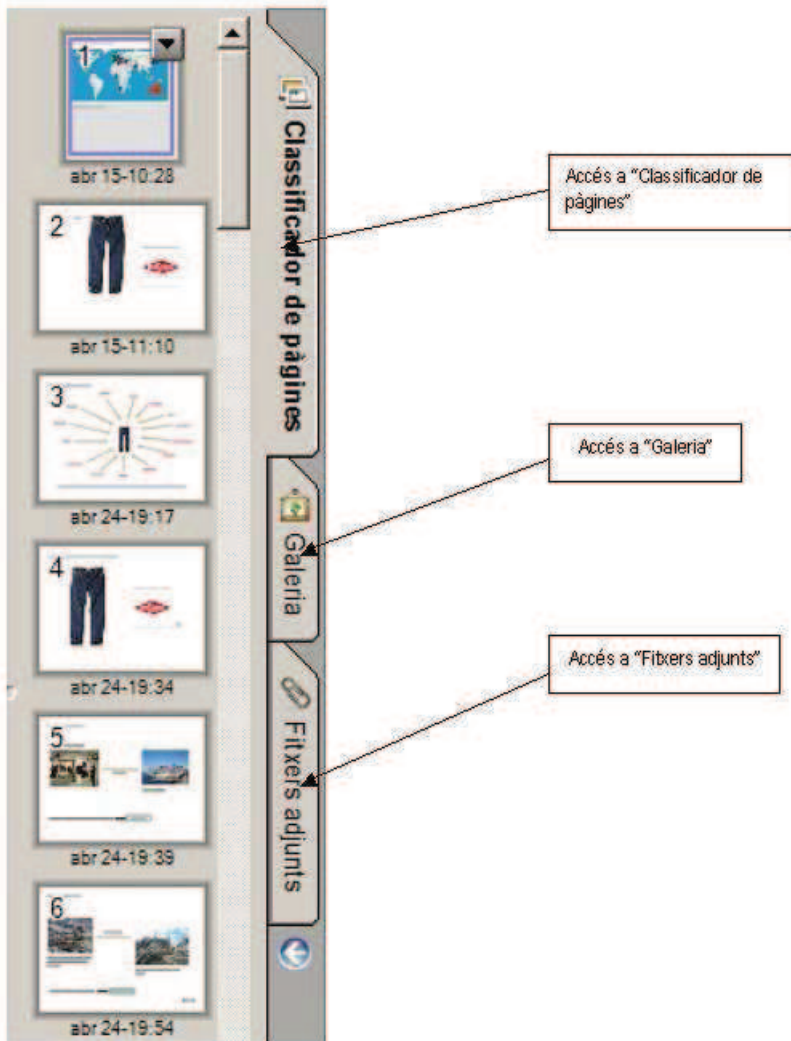 1
abr 15-10:28
2
abr 15-11:10
3
abr 24-19:17
4
abr 24-19:34
5
abr 24-19:39
6
abr 24-19:54
Classificador de pàgines
Galeria
Fitxers adjunts
Accés a “Classificador de
pàgines”
Accés a “Galeria”
Accés a “Fitxers adjunts”